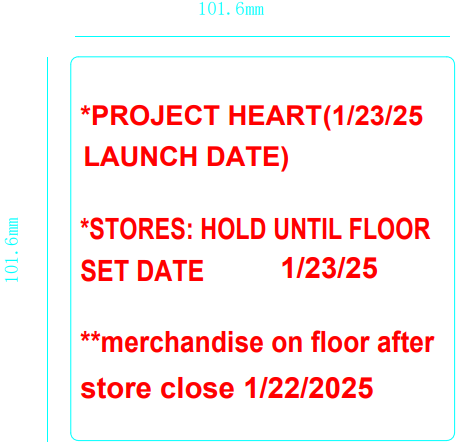 101.6mm
101.6mm
*PROJECT HEART(1/23/25
LAUNCH DATE)
*STORES: HOLD UNTIL FLOOR
SET DATE 1/23/25
**merchandise on floor after
store close 1/22/2025